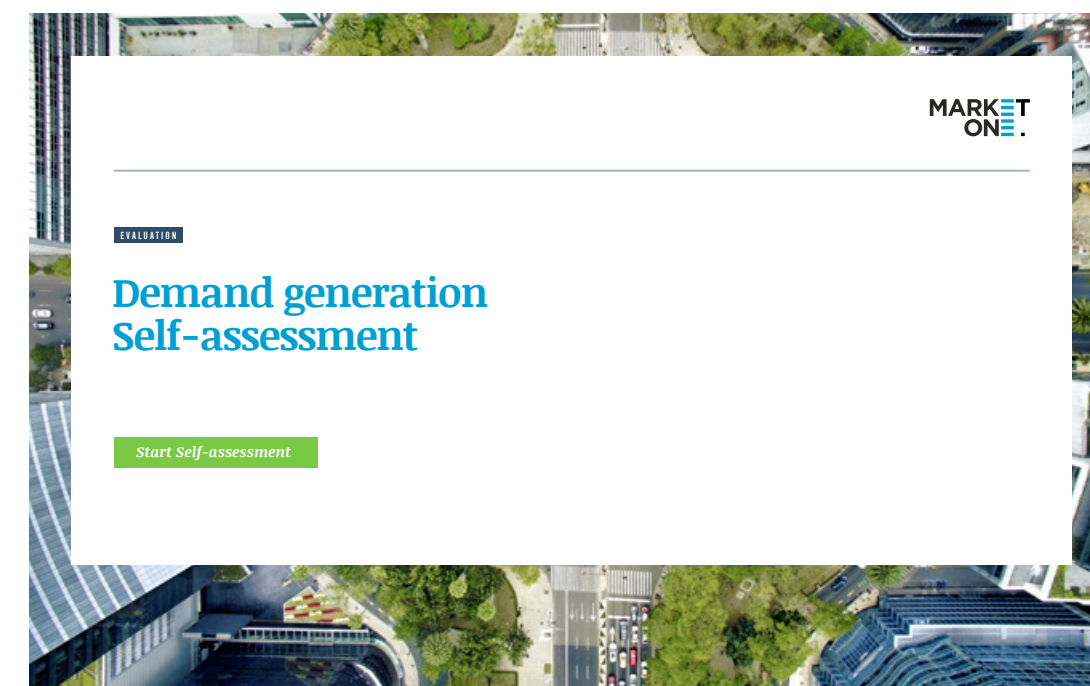 MARKET
ONE.
EVALUATION
Demand generation
Self-assessment
Start Self-assessment